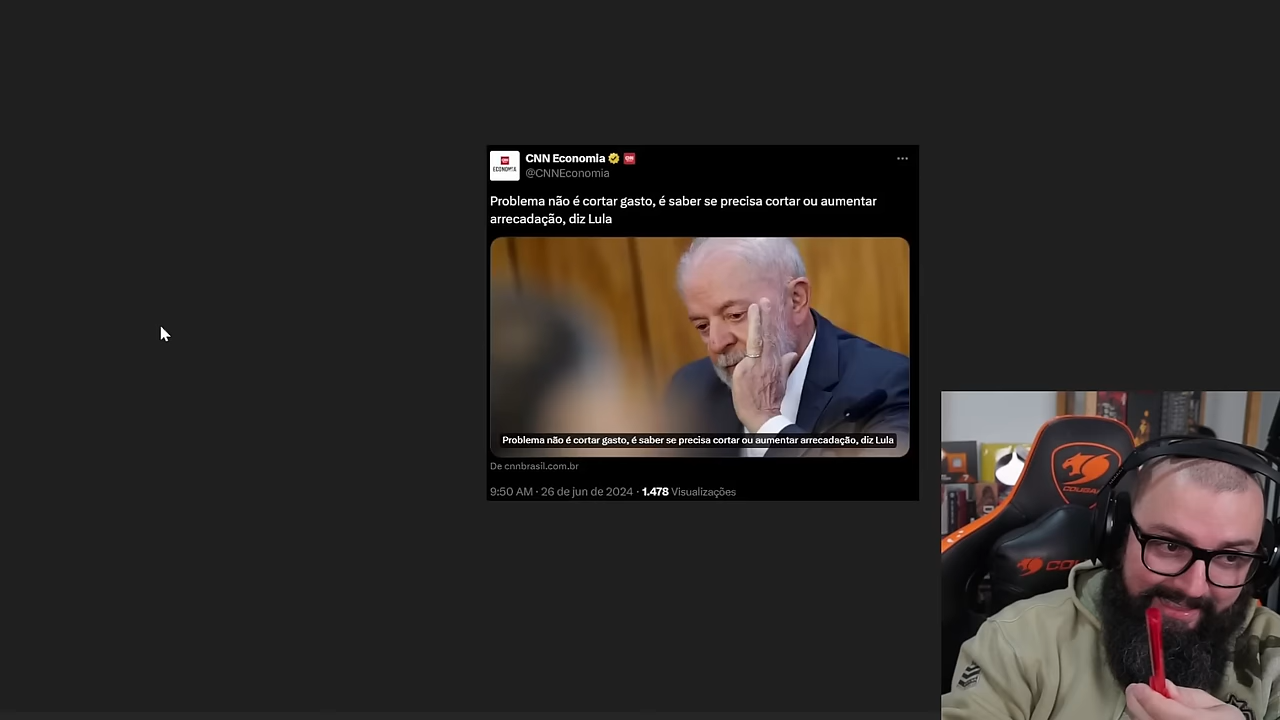 CNN Economia
ECONOMIA
@CNNEconomia
Problema não é cortar gasto, é saber se precisa cortar ou aumentar
arrecadação, diz Lula
Problema não é cortar gasto, é saber se precisa cortar ou aumentar arrecadação, diz Lula
De cnnbrasil.com.br
9:50 AM · 26 de jun de 2024 · 1.478 Visualizações
COUGAR